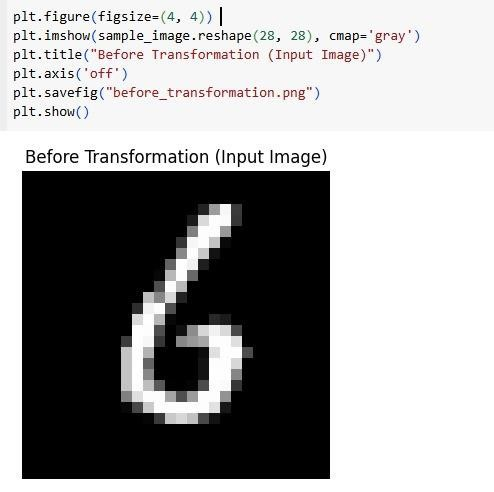 plt.figure(figsize=(4, 4))
plt.imshow(sample_image.reshape(28, 28), cmap='gray')
plt.title("Before Transformation (Input Image)")
plt.axis('off')
plt.savefig("before_transformation.png")
plt.show()
Before Transformation (Input Image)
6